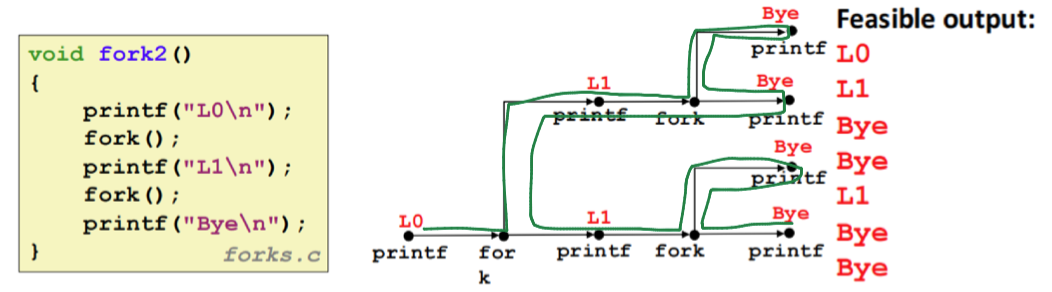 void fork2()
{
    printf("L0\n");
    fork();
    printf("L1\n");
    fork();
    printf("Bye\n");
}
forks.c
Bye
printf
L1
Bye
printf
fork
printf
Bye
printf
L0
L1
Bye
printf
for
k
printf
fork
printf
Feasible output:
L0
L1
Bye
Bye
L1
Bye
Bye